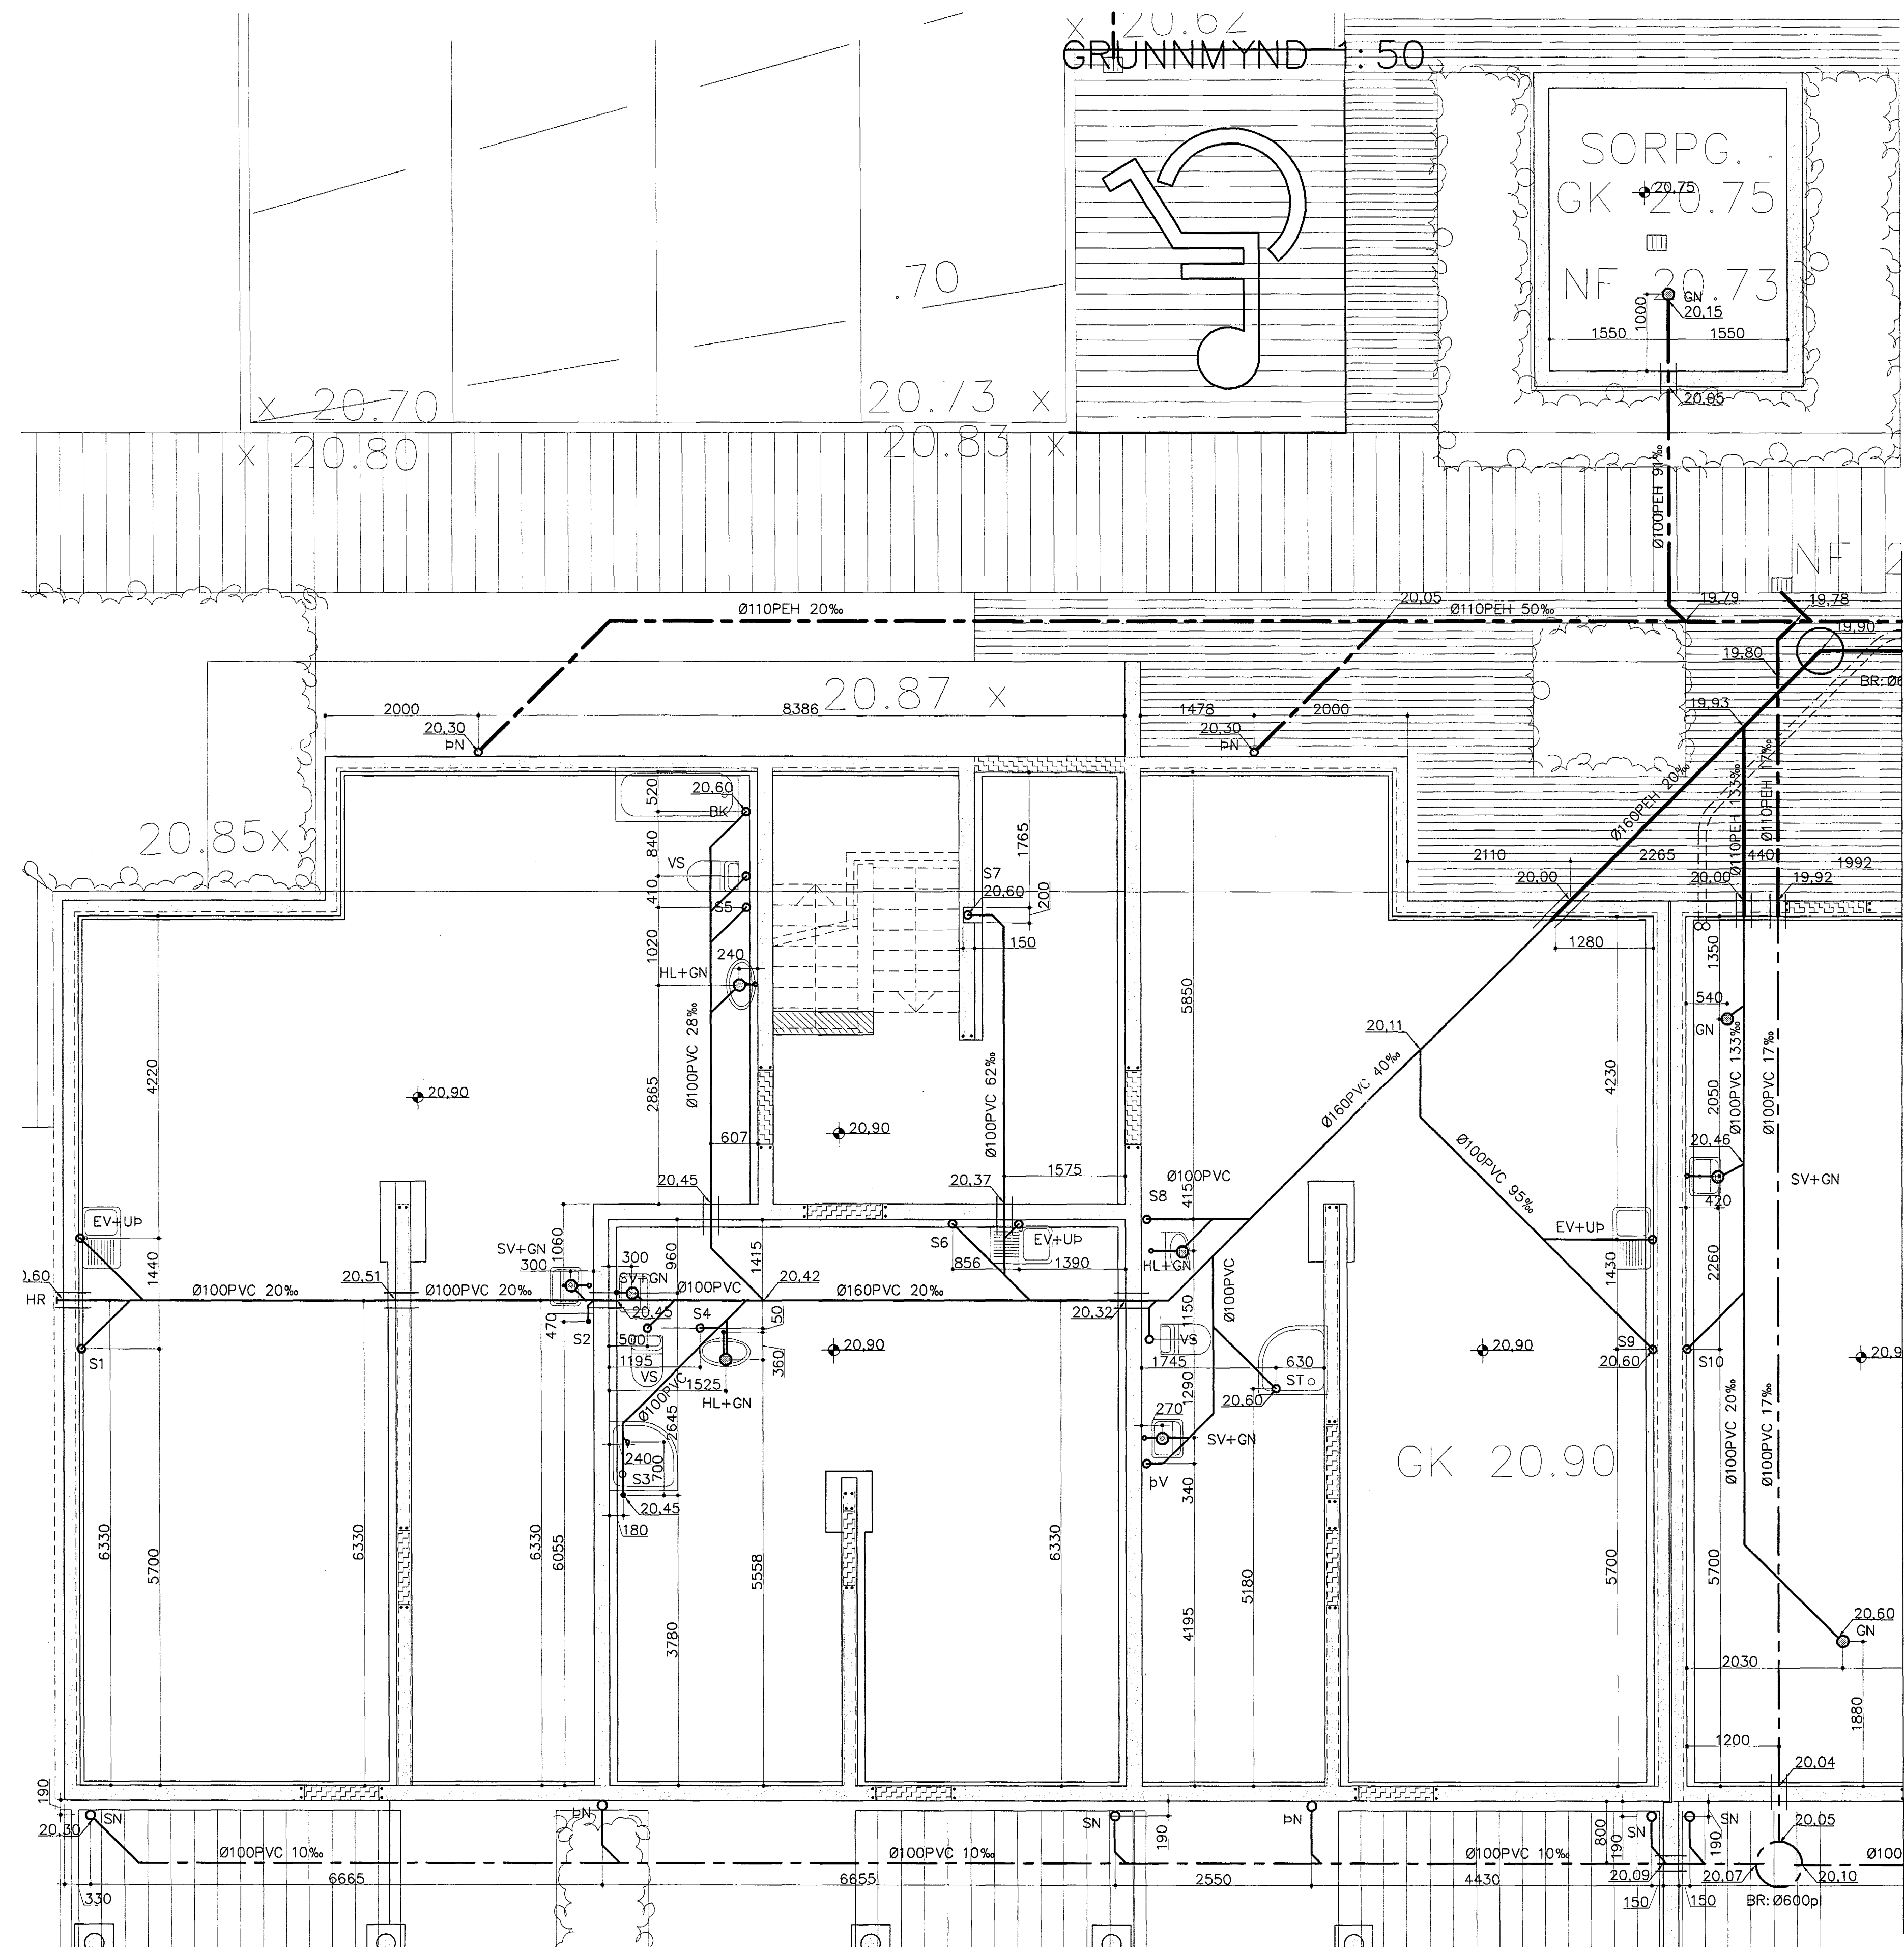 x 20.62
GRUNNMYND 1:50
SORPG.
20,75
GK 20.75
NF 20.73
GN
20,15
1000
1550
1550
20,05
.70
x 20.70
20.73 x
x 20.80
20.83 x
Ø100PEH 91‰
NF
Ø110PEH 20‰
20,05
Ø110PEH 50‰
19,79
19,78
19,90
19,80
BR: Ø6
20.87 x
2000
8386
1478
2000
19,93
20,30
ÞN
20,30
ÞN
Ø160PEH 20‰
Ø110PEH 133‰
Ø110PEH 17‰
20.85x
520
20,60
BK
840
VS
410
S5
1020
240
HL+GN
1765
S7
20,60
200
150
2110
2265
440
1992
20,00
20,00
19,92
1280
1350
540
GN
5850
4220
2865
Ø100PVC 28‰
20,90
20,90
Ø100PVC 62‰
20,11
Ø160PVC 40‰
4230
2050
Ø100PVC 133‰
Ø100PVC 17‰
607
1575
20,45
20,37
Ø100PVC
415
S8
Ø100PVC 95‰
20,46
420
SV+GN
EV+UÞ
1440
1060
SV+GN
300
300
SV+GN
960
1415
S6
EV+UÞ
856
1390
HL+GN
EV+UÞ
1430
2260
HR
Ø100PVC 20‰
20,51
Ø100PVC 20‰
Ø100PVC
20,42
Ø160PVC 20‰
20,32
1150
Ø100PVC
470
S2
20,45
S4
50
500
1195
VS
360
1525
HL+GN
Ø100PVC
S1
20,90
VS
1745
630
ST
20,60
1290
270
SV+GN
ÞV
340
20,90
S9
20,60
S10
20,9
2645
240
700
S3
20,45
180
GK 20.90
Ø100PVC 20‰
Ø100PVC 17‰
6330
5700
6330
6330
6055
3780
5558
6330
5180
4195
5700
5700
20,60
GN
2030
1880
1200
20,04
190
20,30
SN
ÞN
SN
190
ÞN
800
190
SN
SN
190
20,05
Ø100PVC 10‰
Ø100PVC 10‰
Ø100PVC 10‰
Ø100
330
6665
6655
2550
4430
20,09
20,07
20,10
150
150
BR: Ø600pl